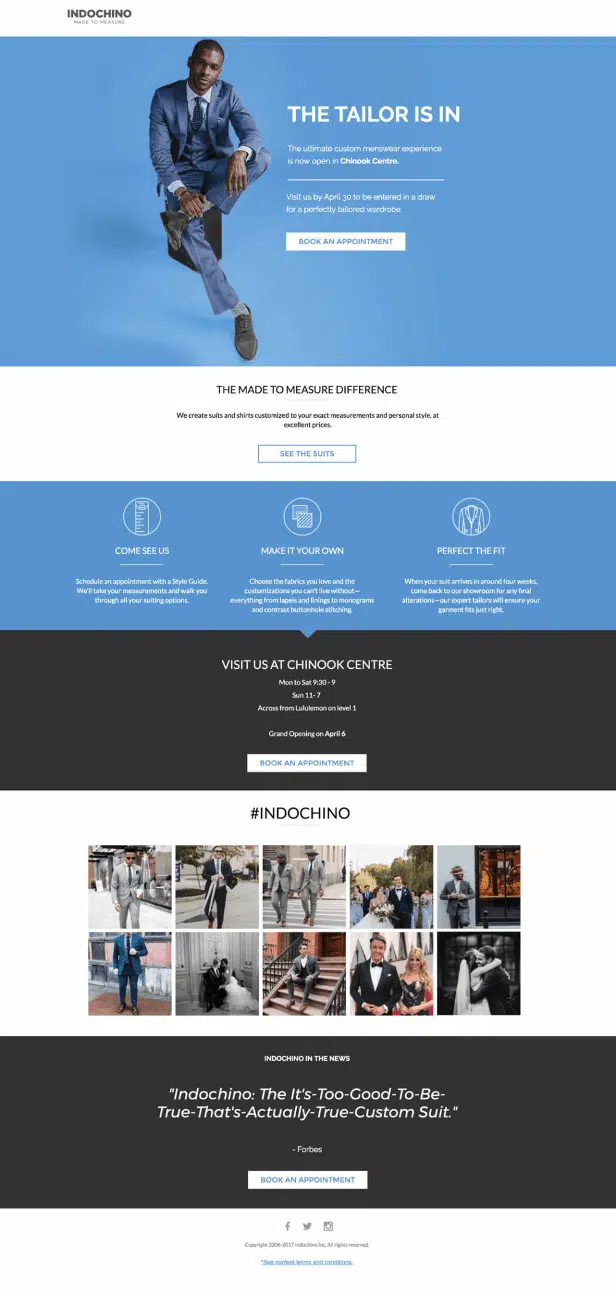 INDOCHINO
MADE TO MEASURE
THE TAILOR IS IN
The ultimate custom menswear experience
is now open in Chinook Centre.
Visit us by April 30 to be entered in a draw
for a perfectly tailored wardrobe.
BOOK AN APPOINTMENT
THE MADE TO MEASURE DIFFERENCE
We create suits and shirts customized to your exact measurements and personal style, at
excellent prices.
SEE THE SUITS
COME SEE US
Schedule an appointment with a Style Guide.
We'll take your measurements and walk you
through all your suiting options.
MAKE IT YOUR OWN
Choose the fabrics you love and the
customizations you can't live without—
everything from lapels and linings to monograms
and contrast buttonhole stitching.
PERFECT THE FIT
When your suit arrives in around four weeks,
come back to our showroom for any final
alterations—our expert tailors will ensure your
garment fits just right.
VISIT US AT CHINOOK CENTRE
Mon to Sat 9:30 - 9
Sun 11- 7
Across from Lululemon on level 1
Grand Opening on April 6
BOOK AN APPOINTMENT
#INDOCHINO
INDOCHINO IN THE NEWS
"Indochino: The It's-Too-Good-To-Be-
True-That's-Actually-True-Custom Suit."
- Forbes
BOOK AN APPOINTMENT
Copyright 2006-2017 Indochino Inc. All rights reserved.
*See contest terms and conditions.